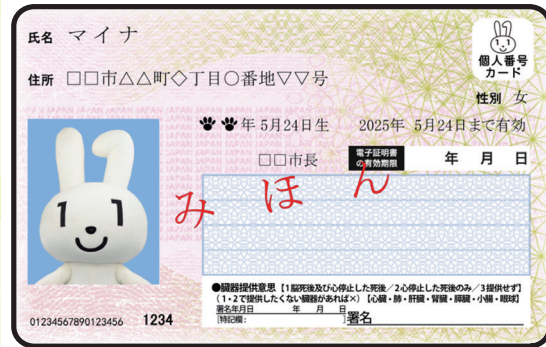 氏名 マイナ
個人番号
カード
住所 □□市△△町◇丁目○番地▽▽号
性別 女
年 5月24日生 2025年 5月24日まで有効
□□市長 電子証明書の有効期限 年 月 日
みほん
●臓器提供意思【1脳死後及び心停止した死後／2心停止した死後のみ／3提供せず】
（1・2で提供したくない臓器があれば×）【心臓・肺・肝臓・腎臓・膵臓・小腸・眼球】
署名年月日 年 月 日
[特記欄： ] 署名
01234567890123456 1234